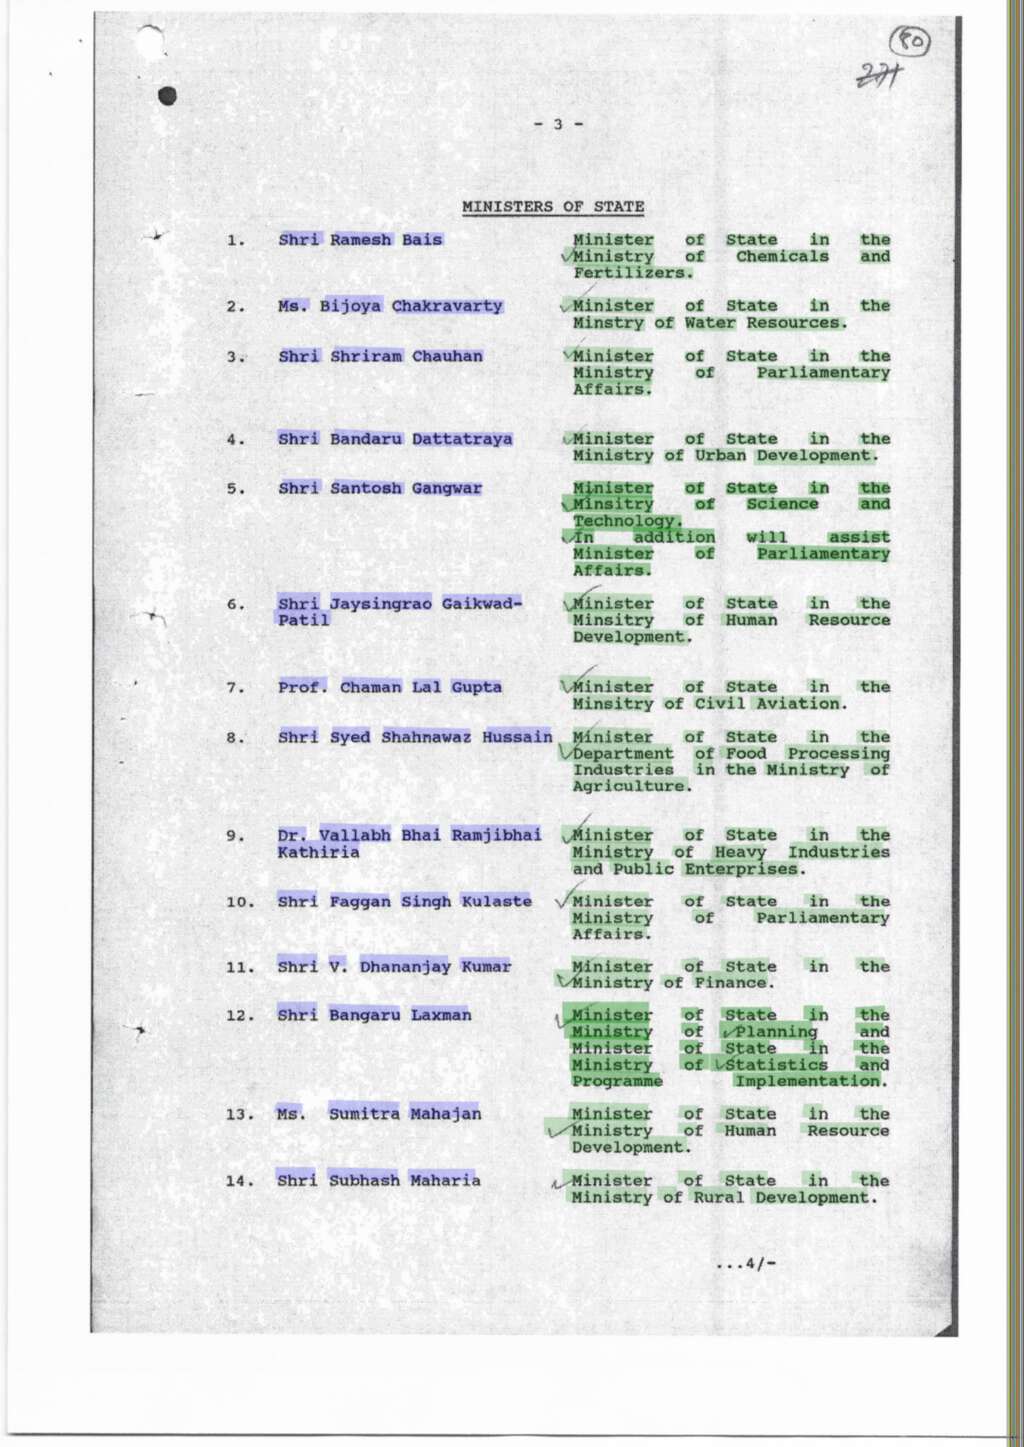 80
271
- 3 -
MINISTERS OF STATE
1. Shri Ramesh Bais Minister of State in the
Ministry of Chemicals and
Fertilizers.
2. Ms. Bijoya Chakravarty Minister of State in the
Minstry of Water Resources.
3. Shri Shriram Chauhan Minister of State in the
Ministry of Parliamentary
Affairs.
4. Shri Bandaru Dattatraya Minister of State in the
Ministry of Urban Development.
5. Shri Santosh Gangwar Minister of State in the
Minsitry of Science and
Technology.
In addition will assist
Minister of Parliamentary
Affairs.
6. Shri Jaysingrao Gaikwad- Minister of State in the
Patil Minsitry of Human Resource
Development.
7. Prof. Chaman Lal Gupta Minister of State in the
Minsitry of Civil Aviation.
8. Shri Syed Shahnawaz Hussain Minister of State in the
Department of Food Processing
Industries in the Ministry of
Agriculture.
9. Dr. Vallabh Bhai Ramjibhai Minister of State in the
Kathiria Ministry of Heavy Industries
and Public Enterprises.
10. Shri Faggan Singh Kulaste Minister of State in the
Ministry of Parliamentary
Affairs.
11. Shri V. Dhananjay Kumar Minister of State in the
Ministry of Finance.
12. Shri Bangaru Laxman Minister of State in the
Ministry of Planning and
Minister of State in the
Ministry of Statistics and
Programme Implementation.
13. Ms. Sumitra Mahajan Minister of State in the
Ministry of Human Resource
Development.
14. Shri Subhash Maharia Minister of State in the
Ministry of Rural Development.
...4/-